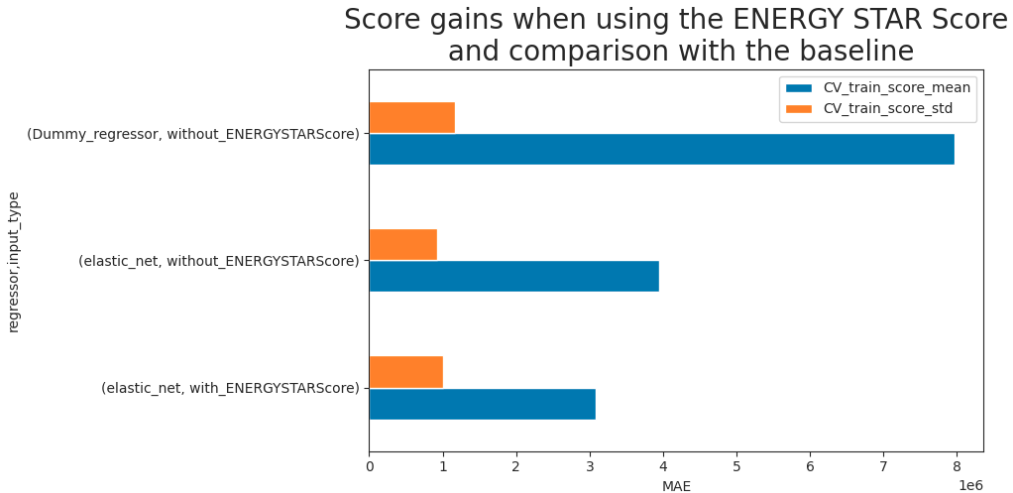 Score gains when using the ENERGY STAR Score
and comparison with the baseline
CV_train_score_mean
CV_train_score_std
(Dummy_regressor, without_ENERGYSTARScore)
(elastic_net, without_ENERGYSTARScore)
(elastic_net, with_ENERGYSTARScore)
regressor,input_type
0 1 2 3 4 5 6 7 8
1e6
MAE